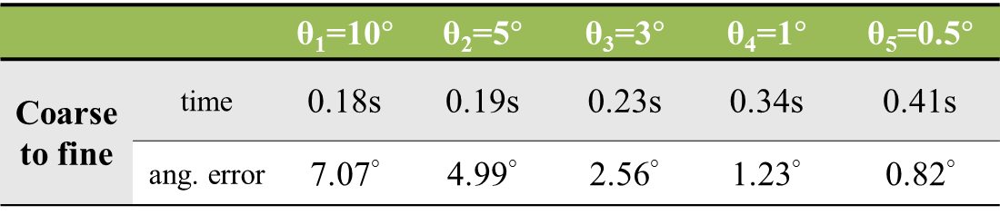 θ₁=10° θ₂=5° θ₃=3° θ₄=1° θ₅=0.5°
Coarse to fine
time 0.18s 0.19s 0.23s 0.34s 0.41s
ang. error 7.07° 4.99° 2.56° 1.23° 0.82°